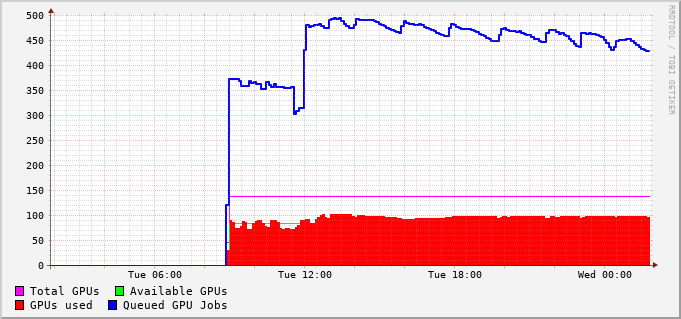 500
450
400
350
300
250
200
150
100
50
0
Tue 06:00 Tue 12:00 Tue 18:00 Wed 00:00
Total GPUs Available GPUs
GPUs used Queued GPU Jobs
RRDTOOL / TOBI OETIKER